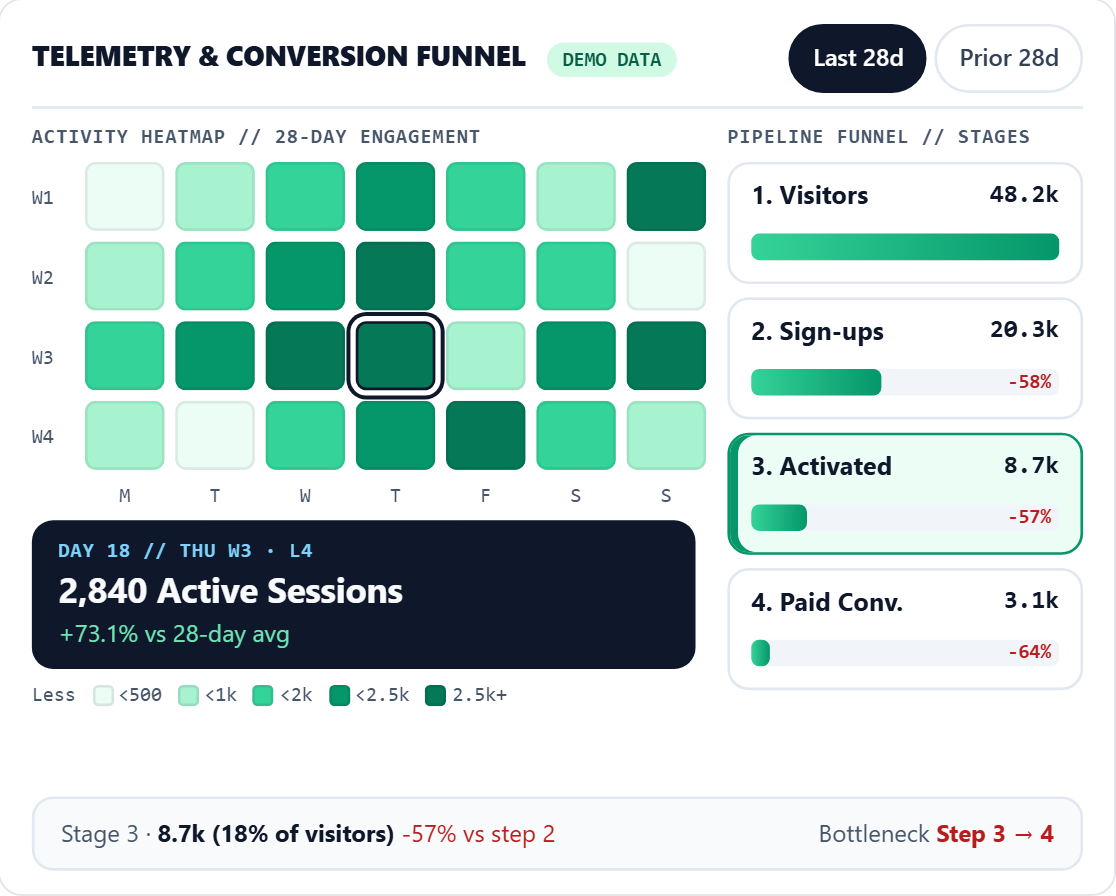 TELEMETRY & CONVERSION FUNNEL
DEMO DATA
Last 28d
Prior 28d
ACTIVITY HEATMAP // 28-DAY ENGAGEMENT
W1
W2
W3
W4
M T W T F S S
DAY 18 // THU W3 · L4
2,840 Active Sessions
+73.1% vs 28-day avg
Less <500 <1k <2k <2.5k 2.5k+
PIPELINE FUNNEL // STAGES
1. Visitors 48.2k
2. Sign-ups 20.3k
-58%
3. Activated 8.7k
-57%
4. Paid Conv. 3.1k
-64%
Stage 3 · 8.7k (18% of visitors) -57% vs step 2
Bottleneck Step 3 → 4